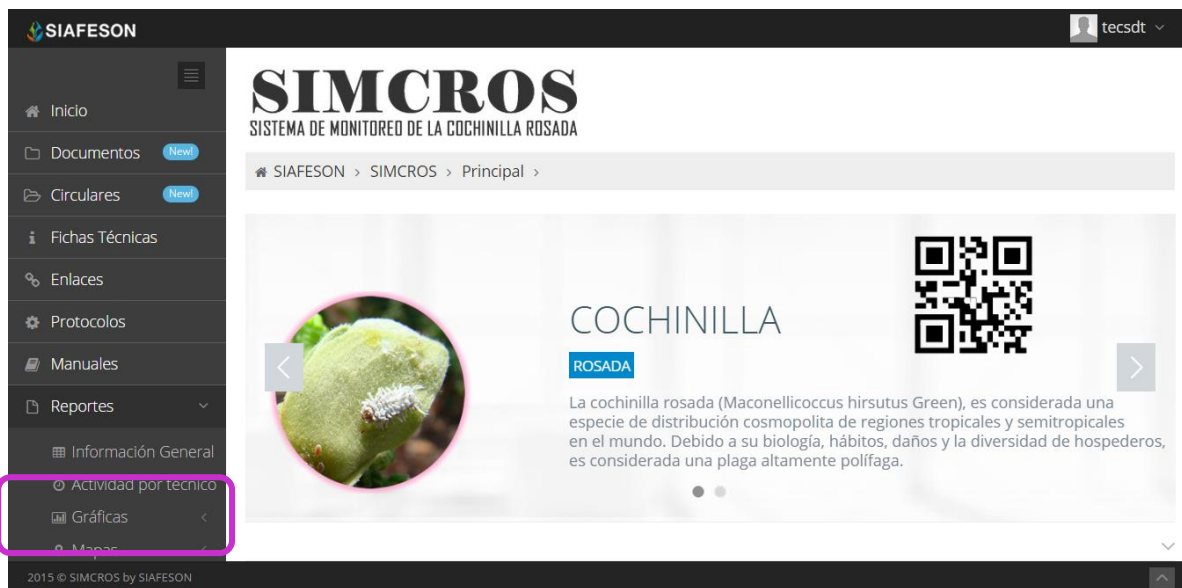 SIAFESON
tecsdt
Inicio
Documentos New!
Circulares New!
Fichas Técnicas
Enlaces
Protocolos
Manuales
Reportes
Información General
Actividad por técnico
Gráficas
Mapas
2015 © SIMCROS by SIAFESON
SIMCROS
SISTEMA DE MONITOREO DE LA COCHINILLA ROSADA
SIAFESON > SIMCROS > Principal >
COCHINILLA
ROSADA
La cochinilla rosada (Maconellicoccus hirsutus Green), es considerada una
especie de distribución cosmopolita de regiones tropicales y semitropicales
en el mundo. Debido a su biología, hábitos, daños y la diversidad de hospederos,
es considerada una plaga altamente polífaga.